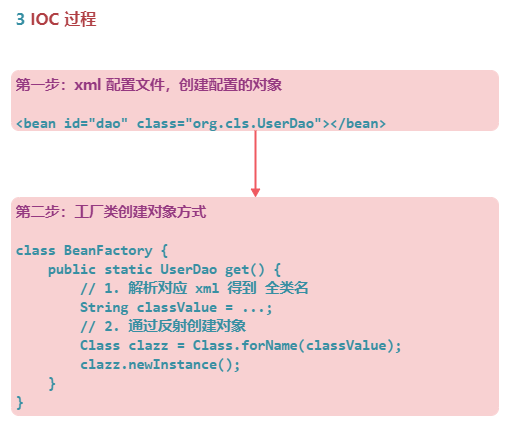 3 IOC 过程
第一步：xml 配置文件，创建配置的对象
<bean id="dao" class="org.cls.UserDao"></bean>
第二步：工厂类创建对象方式
class BeanFactory {
    public static UserDao get() {
        // 1. 解析对应 xml 得到 全类名
        String classValue = ...;
        // 2. 通过反射创建对象
        Class clazz = Class.forName(classValue);
        clazz.newInstance();
    }
}